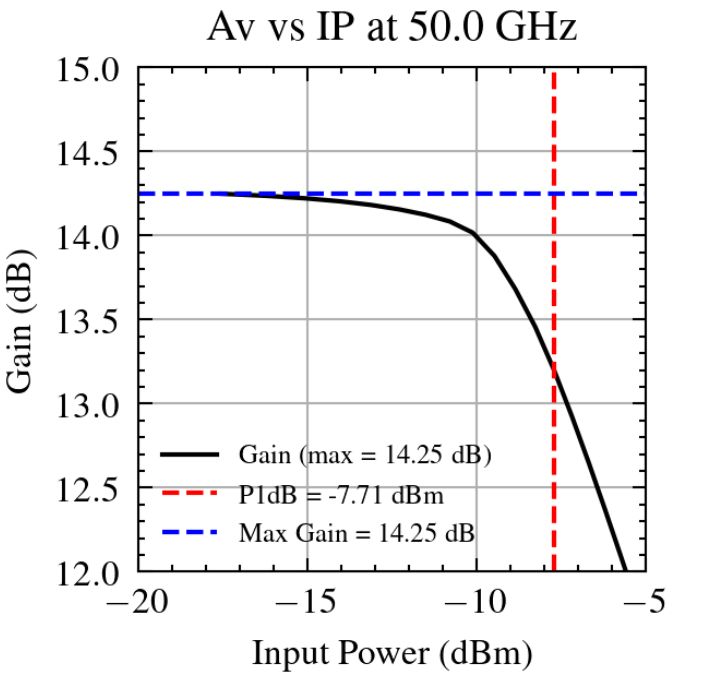 Av vs IP at 50.0 GHz
15.0
14.5
14.0
13.5
13.0
12.5
12.0
Gain (dB)
Gain (max = 14.25 dB)
P1dB = -7.71 dBm
Max Gain = 14.25 dB
−20
−15
−10
−5
Input Power (dBm)